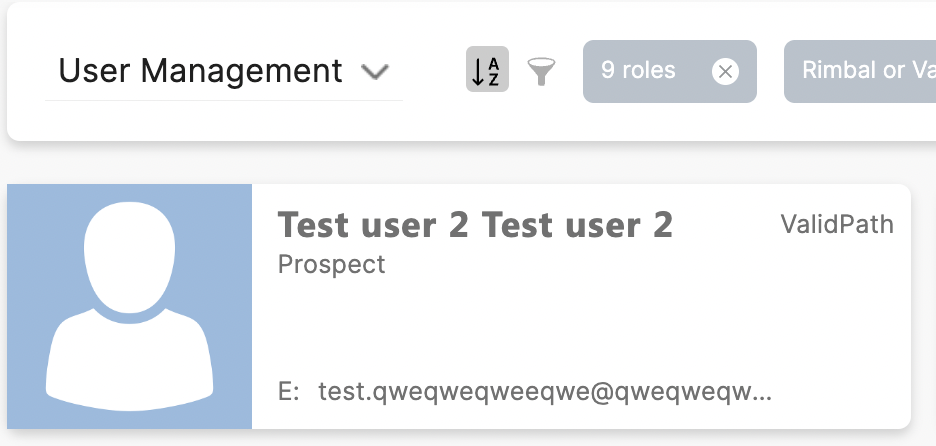 User Management
A
Z
9 roles
Rimbal or Va
Test user 2 Test user 2
ValidPath
Prospect
E: test.qweqweqweeqwe@qweqweqw...